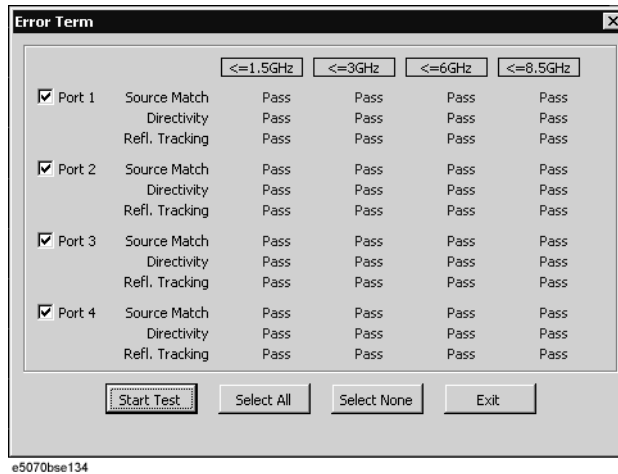 Error Term
<=1.5GHz <=3GHz <=6GHz <=8.5GHz
Port 1 Source Match Pass Pass Pass Pass
Directivity Pass Pass Pass Pass
Refl. Tracking Pass Pass Pass Pass
Port 2 Source Match Pass Pass Pass Pass
Directivity Pass Pass Pass Pass
Refl. Tracking Pass Pass Pass Pass
Port 3 Source Match Pass Pass Pass Pass
Directivity Pass Pass Pass Pass
Refl. Tracking Pass Pass Pass Pass
Port 4 Source Match Pass Pass Pass Pass
Directivity Pass Pass Pass Pass
Refl. Tracking Pass Pass Pass Pass
Start Test Select All Select None Exit
e5070bse134